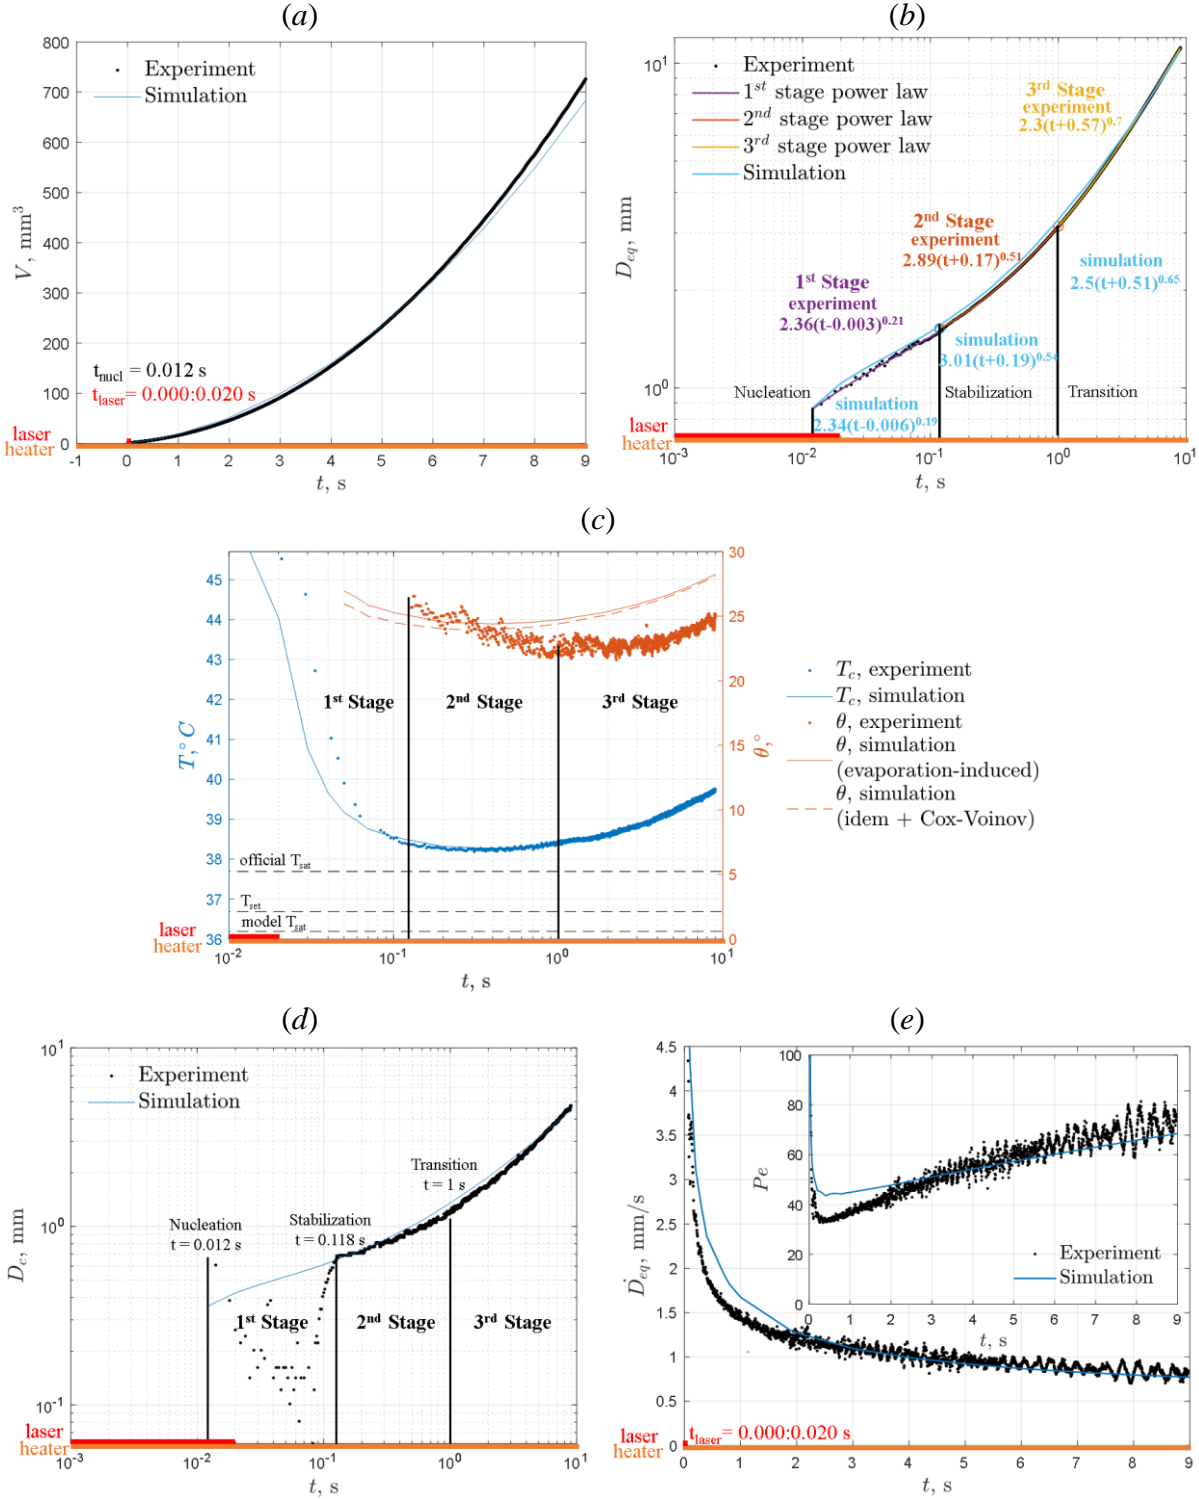 (a)
800
700
600
500
400
300
200
100
0
V, mm³
Experiment
Simulation
t_nucl = 0.012 s
t_laser= 0.000:0.020 s
laser
heater
-1 0 1 2 3 4 5 6 7 8 9
t, s
(b)
10¹
10⁰
D_eq, mm
Experiment
1st stage power law
2nd stage power law
3rd stage power law
Simulation
3rd Stage
experiment
2.3(t+0.57)^0.7
2nd Stage
experiment
2.89(t+0.17)^0.51
simulation
2.5(t+0.51)^0.65
1st Stage
experiment
2.36(t-0.003)^0.21
simulation
3.01(t+0.19)^0.54
Nucleation
Stabilization
Transition
simulation
2.34(t-0.006)^0.19
laser
heater
10⁻³ 10⁻² 10⁻¹ 10⁰ 10¹
t, s
(c)
45
44
43
42
41
40
39
38
37
36
T,°C
30
25
20
15
10
5
0
θ,°
1st Stage
2nd Stage
3rd Stage
official T_sat
T_set
model T_sat
laser
heater
10⁻² 10⁻¹ 10⁰ 10¹
t, s
T_c, experiment
T_c, simulation
θ, experiment
θ, simulation
(evaporation-induced)
θ, simulation
(idem + Cox-Voinov)
(d)
10¹
10⁰
10⁻¹
D_c, mm
Experiment
Simulation
Transition
t = 1 s
Nucleation
t = 0.012 s
Stabilization
t = 0.118 s
1st Stage
2nd Stage
3rd Stage
laser
heater
10⁻³ 10⁻² 10⁻¹ 10⁰ 10¹
t, s
(e)
4.5
4
3.5
3
2.5
2
1.5
1
0.5
0
Ḋ_eq, mm/s
100
80
60
40
20
0
Pe
Experiment
Simulation
0 1 2 3 4 5 6 7 8 9
t, s
t_laser= 0.000:0.020 s
laser
heater
0 1 2 3 4 5 6 7 8 9
t, s